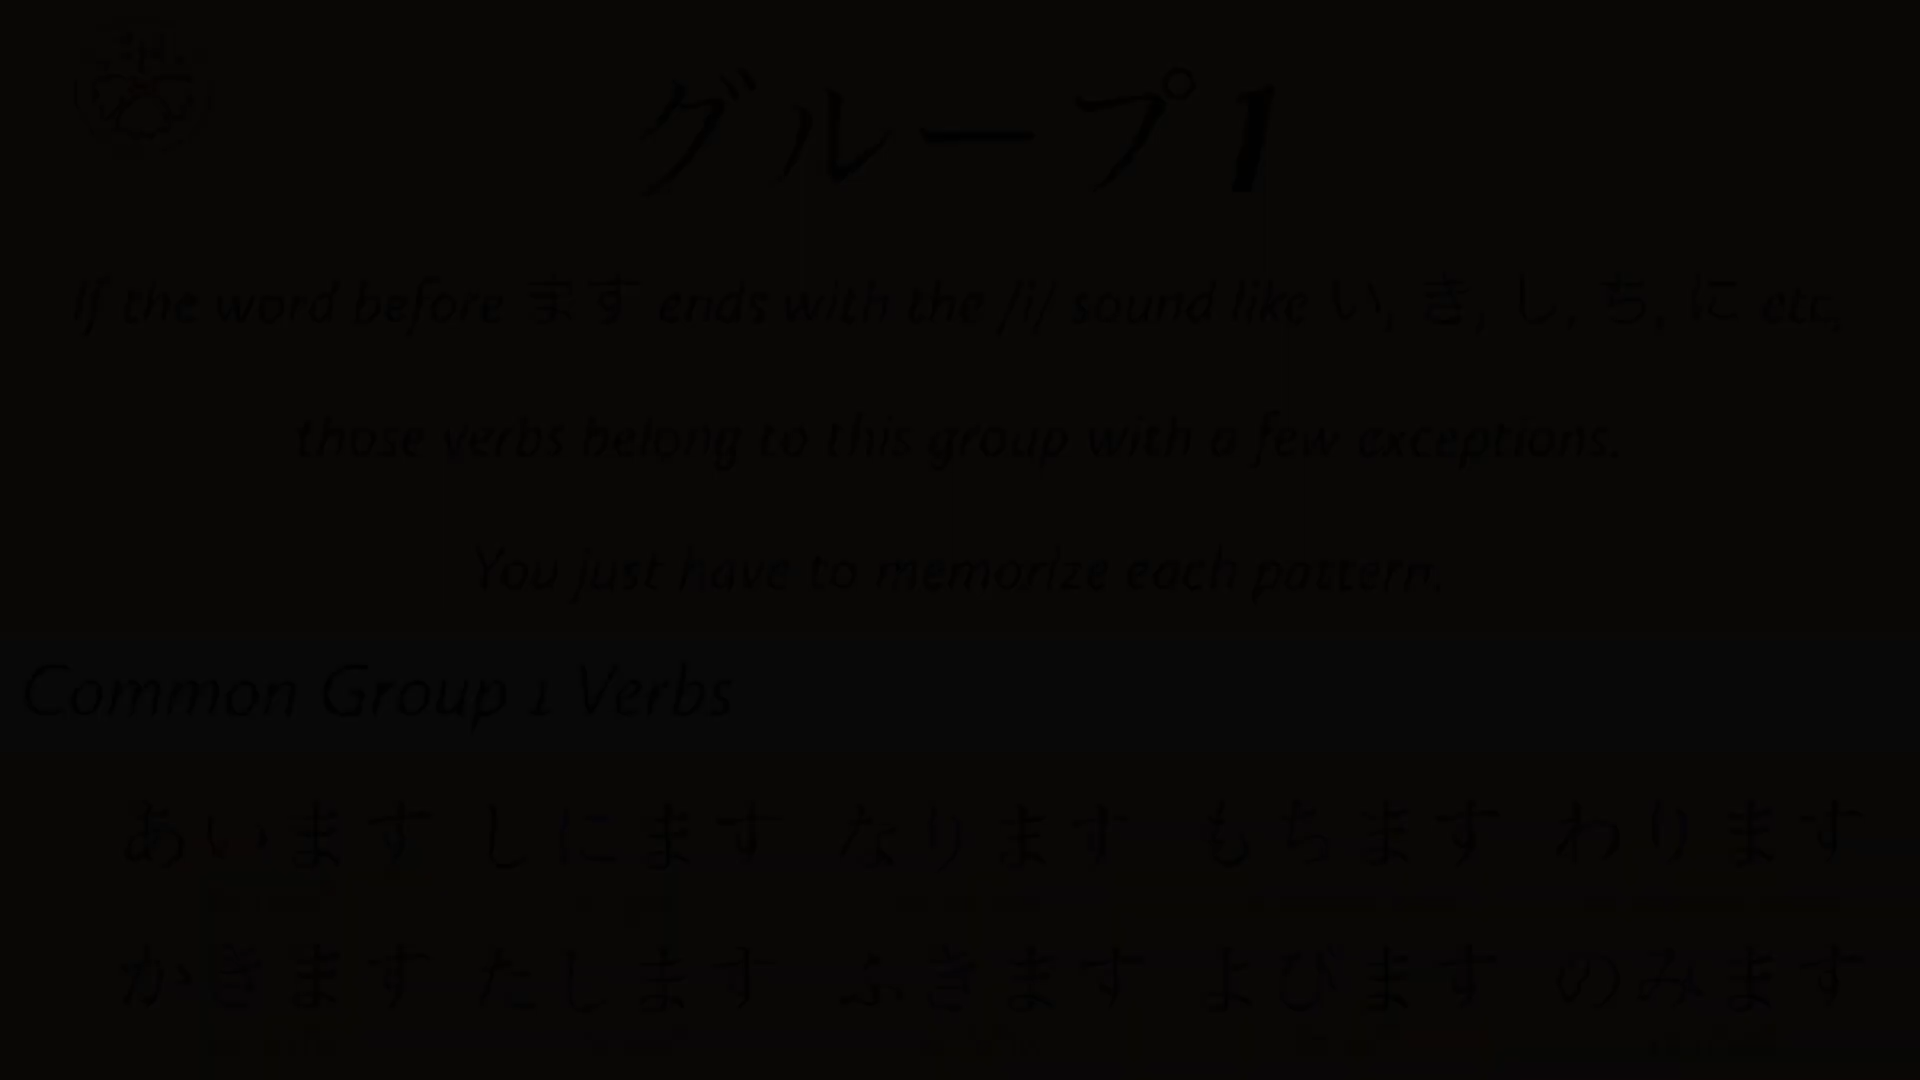 グループ1
If the word before ます ends with the /i/ sound like い, き, し, ち, に etc,
those verbs belong to this group with a few exceptions.
You just have to memorize each pattern.
Common Group 1 Verbs
あいます しにます なります もちます わります
かきます たします ふきます よびます のみます